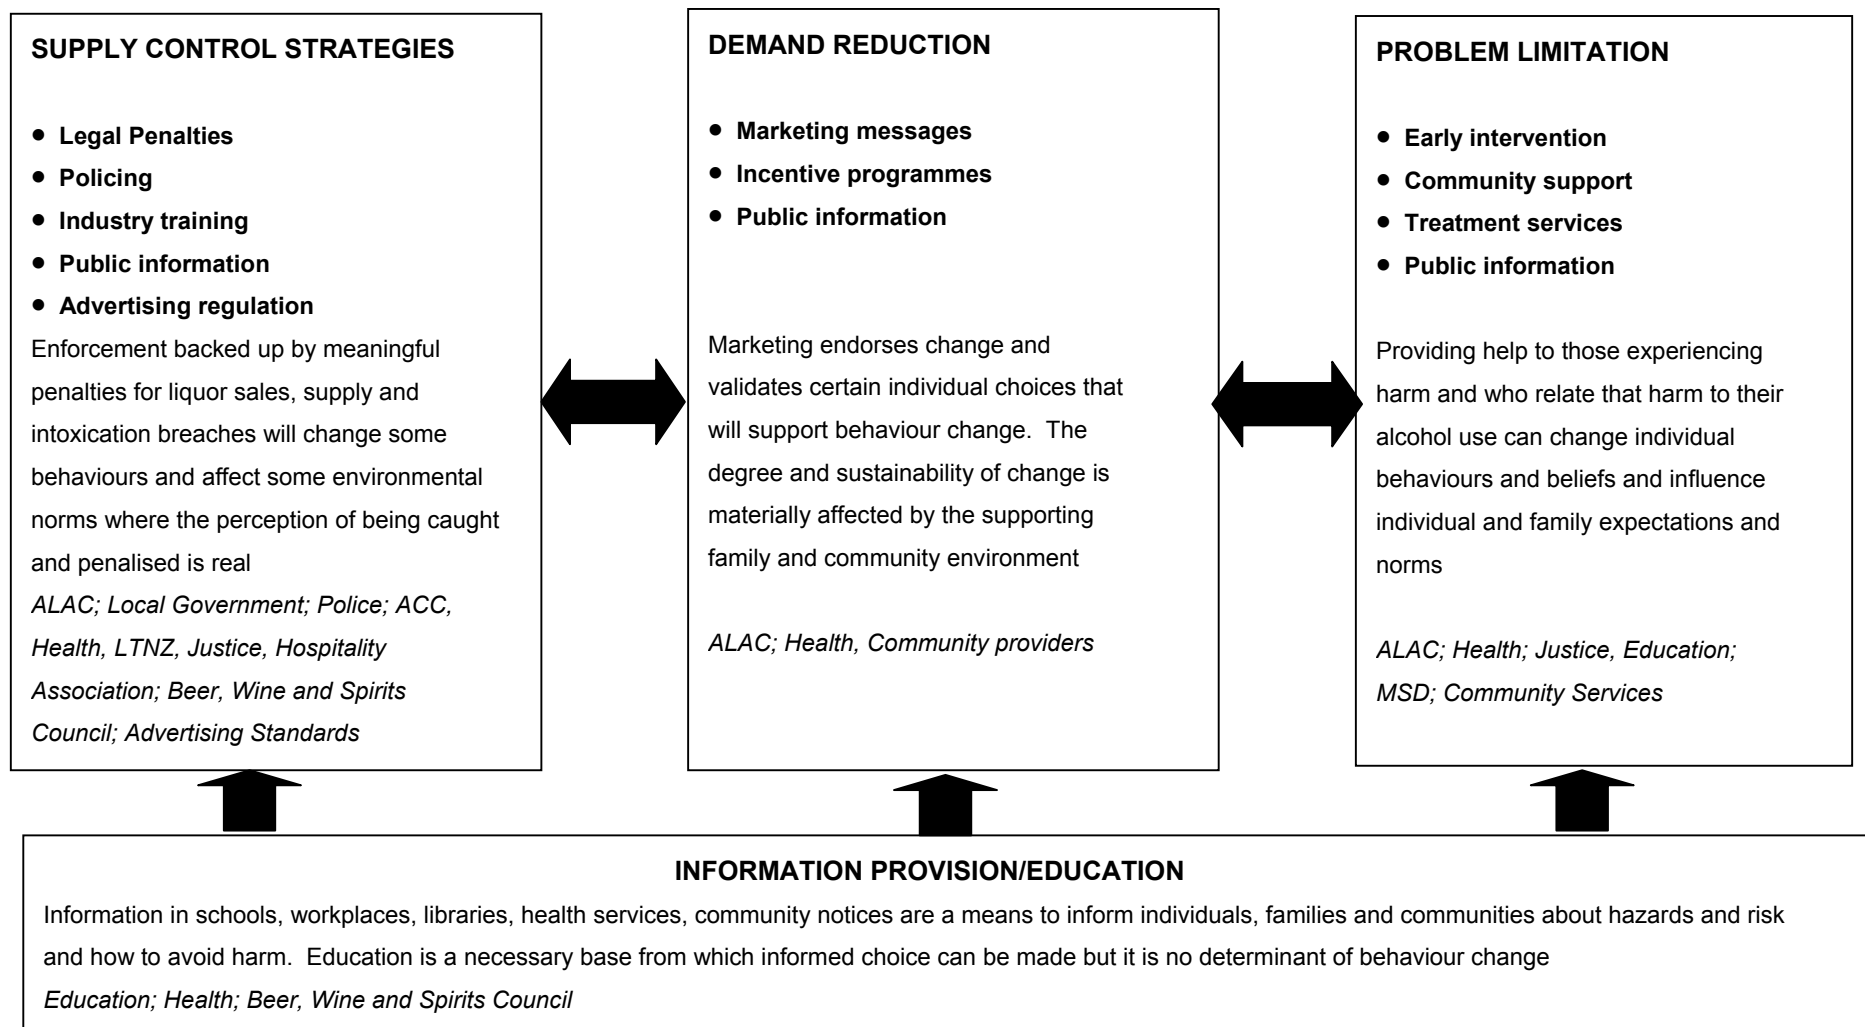 SUPPLY CONTROL STRATEGIES
• Legal Penalties
• Policing
• Industry training
• Public information
• Advertising regulation
Enforcement backed up by meaningful
penalties for liquor sales, supply and
intoxication breaches will change some
behaviours and affect some environmental
norms where the perception of being caught
and penalised is real
ALAC; Local Government; Police; ACC,
Health, LTNZ, Justice, Hospitality
Association; Beer, Wine and Spirits
Council; Advertising Standards
DEMAND REDUCTION
• Marketing messages
• Incentive programmes
• Public information
Marketing endorses change and
validates certain individual choices that
will support behaviour change.  The
degree and sustainability of change is
materially affected by the supporting
family and community environment
ALAC; Health, Community providers
PROBLEM LIMITATION
• Early intervention
• Community support
• Treatment services
• Public information
Providing help to those experiencing
harm and who relate that harm to their
alcohol use can change individual
behaviours and beliefs and influence
individual and family expectations and
norms
ALAC; Health; Justice, Education;
MSD; Community Services
INFORMATION PROVISION/EDUCATION
Information in schools, workplaces, libraries, health services, community notices are a means to inform individuals, families and communities about hazards and risk
and how to avoid harm.  Education is a necessary base from which informed choice can be made but it is no determinant of behaviour change
Education; Health; Beer, Wine and Spirits Council